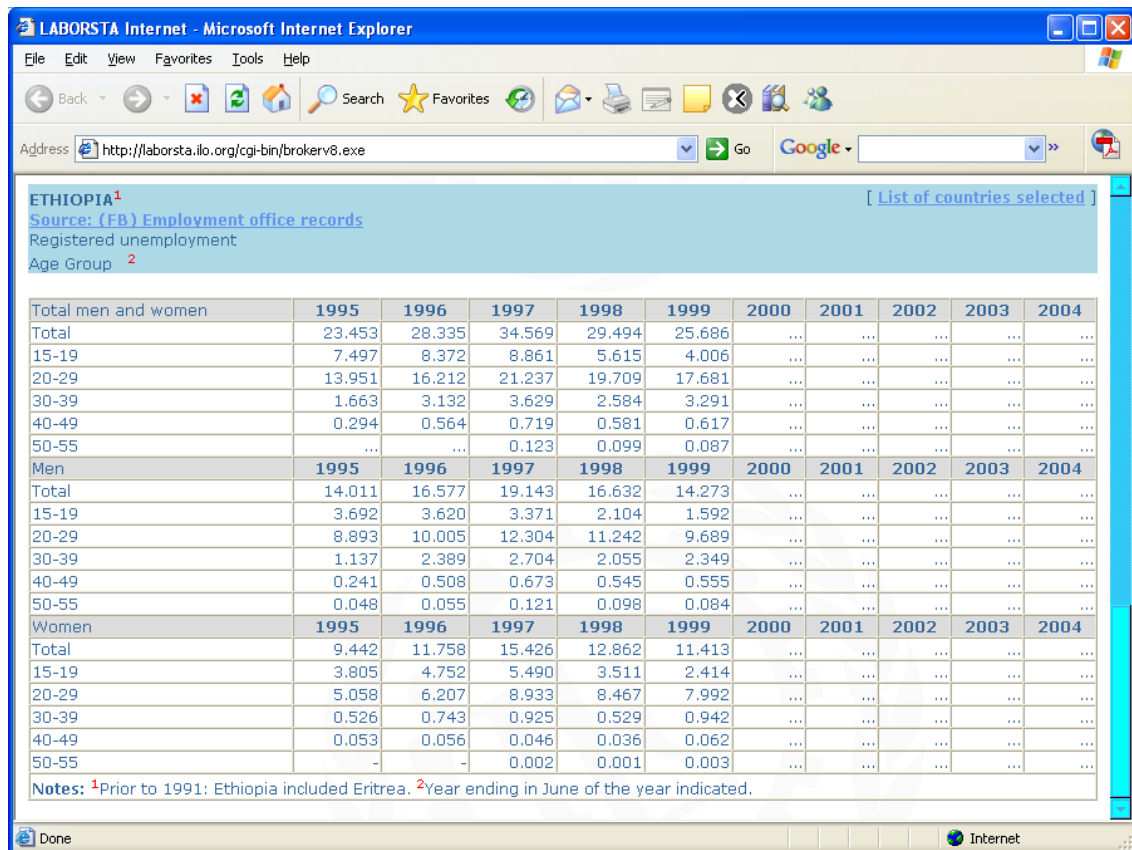 LABORSTA Internet - Microsoft Internet Explorer
File Edit View Favorites Tools Help
Back Search Favorites
Address http://laborsta.ilo.org/cgi-bin/brokerv8.exe Go Google
ETHIOPIA1 [ List of countries selected ]
Source: (FB) Employment office records
Registered unemployment
Age Group 2
Total men and women 1995 1996 1997 1998 1999 2000 2001 2002 2003 2004
Total 23.453 28.335 34.569 29.494 25.686 ... ... ... ... ...
15-19 7.497 8.372 8.861 5.615 4.006 ... ... ... ... ...
20-29 13.951 16.212 21.237 19.709 17.681 ... ... ... ... ...
30-39 1.663 3.132 3.629 2.584 3.291 ... ... ... ... ...
40-49 0.294 0.564 0.719 0.581 0.617 ... ... ... ... ...
50-55 ... ... 0.123 0.099 0.087 ... ... ... ... ...
Men 1995 1996 1997 1998 1999 2000 2001 2002 2003 2004
Total 14.011 16.577 19.143 16.632 14.273 ... ... ... ... ...
15-19 3.692 3.620 3.371 2.104 1.592 ... ... ... ... ...
20-29 8.893 10.005 12.304 11.242 9.689 ... ... ... ... ...
30-39 1.137 2.389 2.704 2.055 2.349 ... ... ... ... ...
40-49 0.241 0.508 0.673 0.545 0.555 ... ... ... ... ...
50-55 0.048 0.055 0.121 0.098 0.084 ... ... ... ... ...
Women 1995 1996 1997 1998 1999 2000 2001 2002 2003 2004
Total 9.442 11.758 15.426 12.862 11.413 ... ... ... ... ...
15-19 3.805 4.752 5.490 3.511 2.414 ... ... ... ... ...
20-29 5.058 6.207 8.933 8.467 7.992 ... ... ... ... ...
30-39 0.526 0.743 0.925 0.529 0.942 ... ... ... ... ...
40-49 0.053 0.056 0.046 0.036 0.062 ... ... ... ... ...
50-55 - - 0.002 0.001 0.003 ... ... ... ... ...
Notes: 1Prior to 1991: Ethiopia included Eritrea. 2Year ending in June of the year indicated.
Done Internet